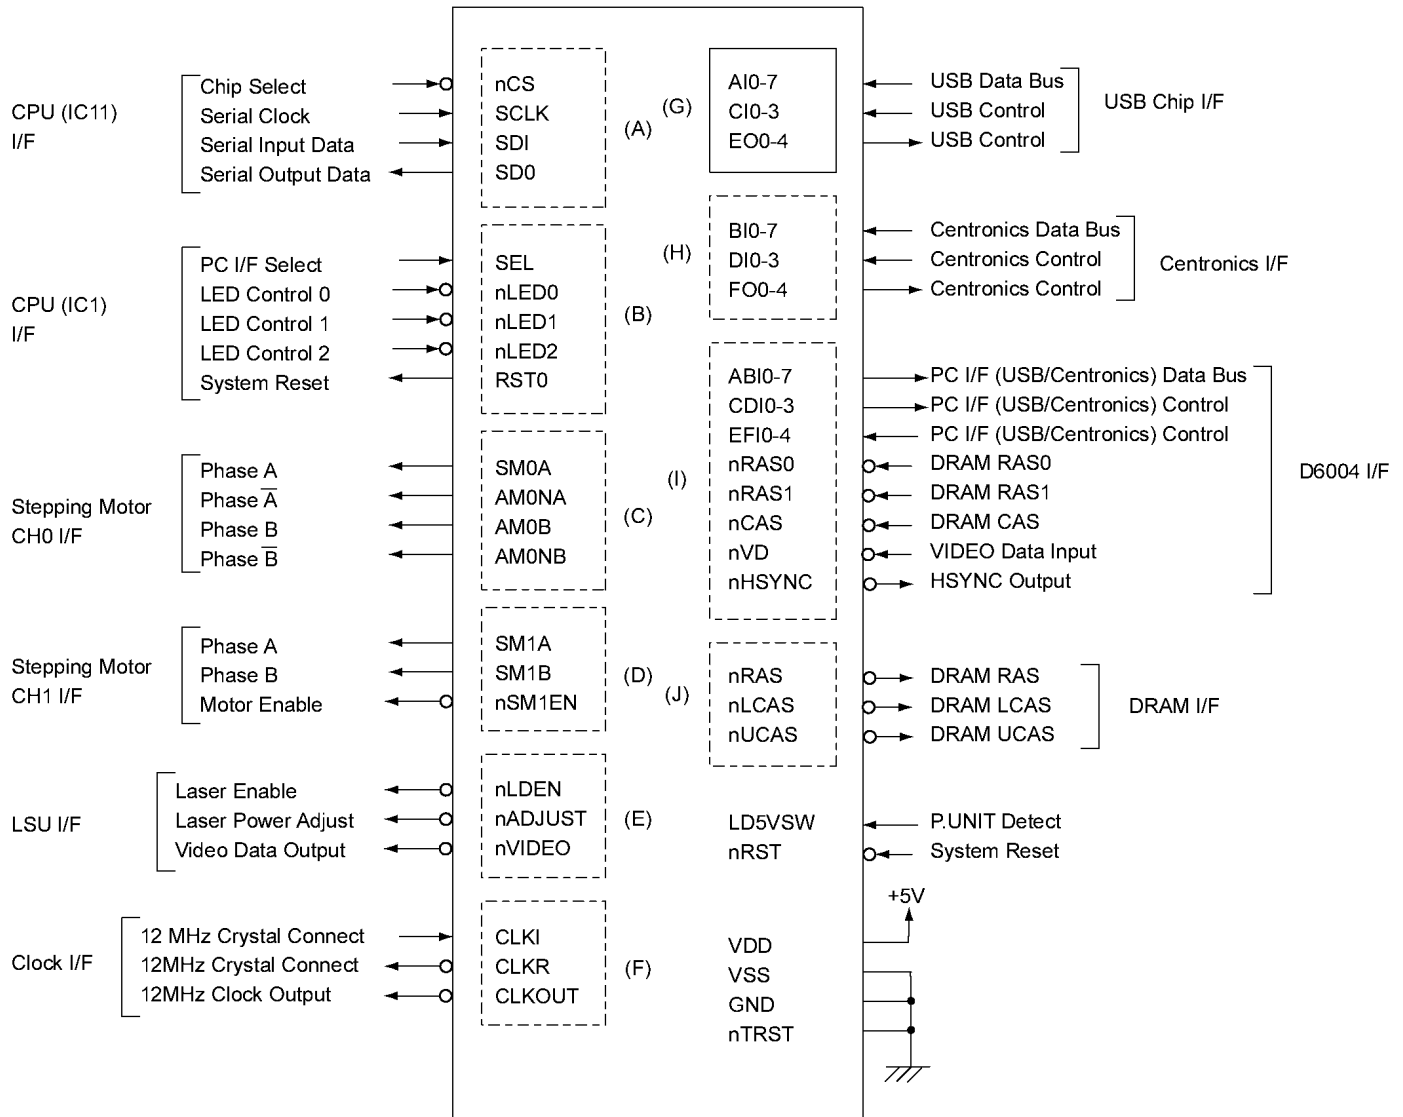 CPU (IC11)
I/F
Chip Select
Serial Clock
Serial Input Data
Serial Output Data
nCS
SCLK
SDI
SD0
(A)
CPU (IC1)
I/F
PC I/F Select
LED Control 0
LED Control 1
LED Control 2
System Reset
SEL
nLED0
nLED1
nLED2
RST0
(B)
Stepping Motor
CH0 I/F
Phase A
Phase A̅
Phase B
Phase B̅
SM0A
AM0NA
AM0B
AM0NB
(C)
Stepping Motor
CH1 I/F
Phase A
Phase B
Motor Enable
SM1A
SM1B
nSM1EN
(D)
LSU I/F
Laser Enable
Laser Power Adjust
Video Data Output
nLDEN
nADJUST
nVIDEO
(E)
Clock I/F
12 MHz Crystal Connect
12MHz Crystal Connect
12MHz Clock Output
CLKI
CLKR
CLKOUT
(F)
(G)
AI0-7
CI0-3
EO0-4
USB Data Bus
USB Control
USB Control
USB Chip I/F
(H)
BI0-7
DI0-3
FO0-4
Centronics Data Bus
Centronics Control
Centronics Control
Centronics I/F
(I)
ABI0-7
CDI0-3
EFI0-4
nRAS0
nRAS1
nCAS
nVD
nHSYNC
PC I/F (USB/Centronics) Data Bus
PC I/F (USB/Centronics) Control
PC I/F (USB/Centronics) Control
DRAM RAS0
DRAM RAS1
DRAM CAS
VIDEO Data Input
HSYNC Output
D6004 I/F
(J)
nRAS
nLCAS
nUCAS
DRAM RAS
DRAM LCAS
DRAM UCAS
DRAM I/F
LD5VSW
nRST
P.UNIT Detect
System Reset
+5V
VDD
VSS
GND
nTRST